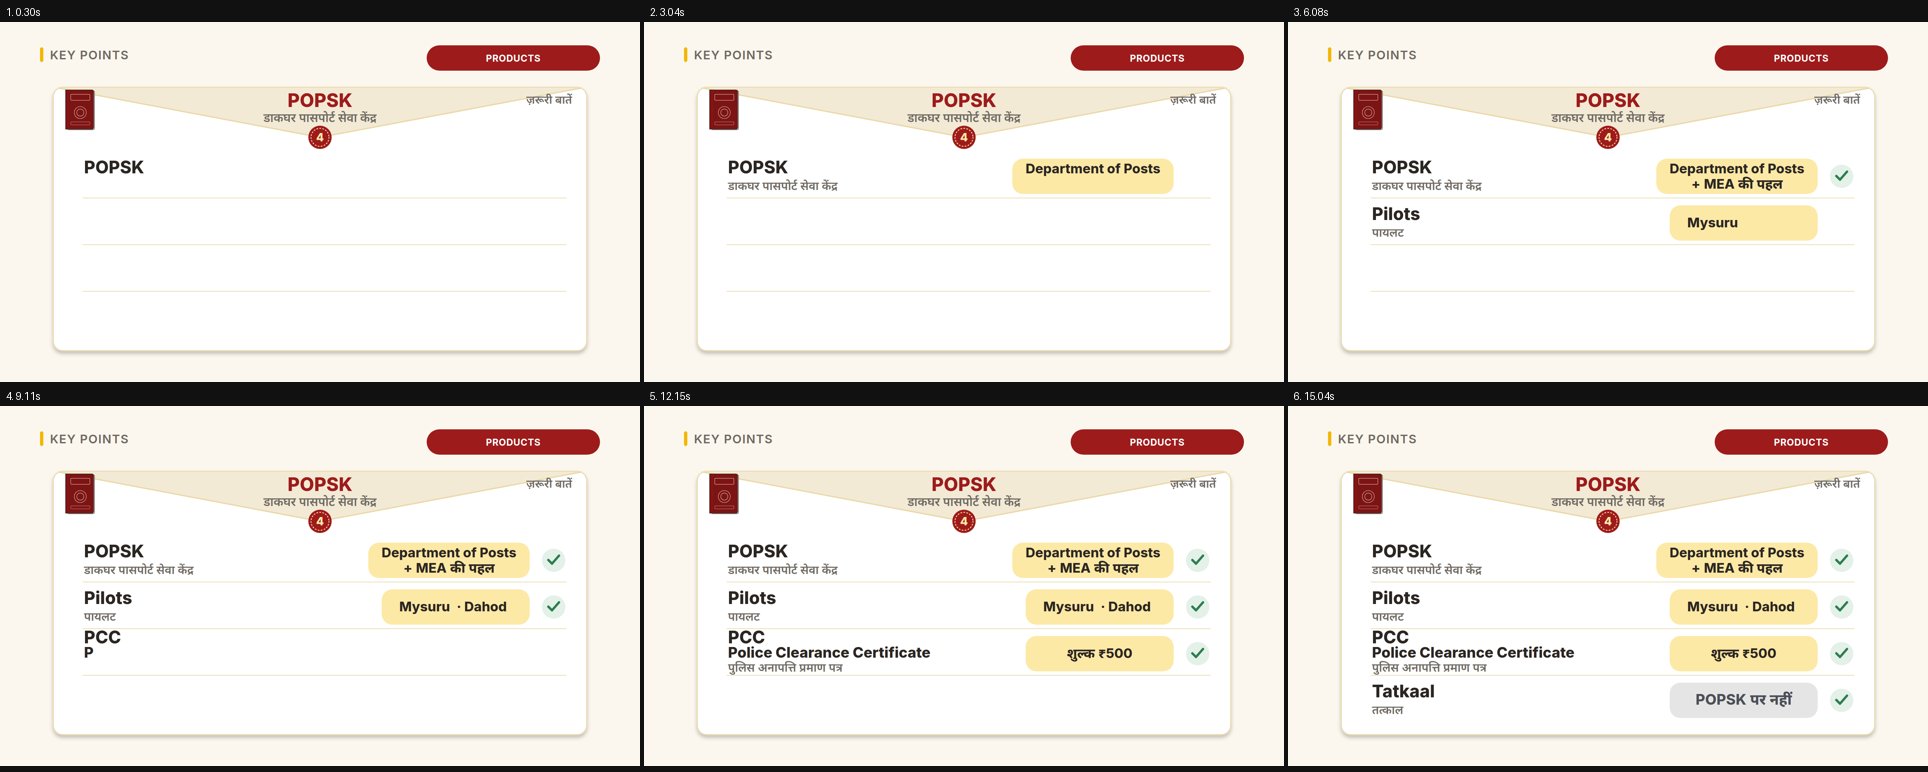 1. 0.30s
KEY POINTS
PRODUCTS
POPSK
ज़रूरी बातें
डाकघर पासपोर्ट सेवा केंद्र
4
POPSK
2. 3.04s
KEY POINTS
PRODUCTS
POPSK
ज़रूरी बातें
डाकघर पासपोर्ट सेवा केंद्र
4
POPSK
डाकघर पासपोर्ट सेवा केंद्र
Department of Posts
3. 6.08s
KEY POINTS
PRODUCTS
POPSK
ज़रूरी बातें
डाकघर पासपोर्ट सेवा केंद्र
4
POPSK
डाकघर पासपोर्ट सेवा केंद्र
Department of Posts
+ MEA की पहल
Pilots
पायलट
Mysuru
4. 9.11s
KEY POINTS
PRODUCTS
POPSK
ज़रूरी बातें
डाकघर पासपोर्ट सेवा केंद्र
4
POPSK
डाकघर पासपोर्ट सेवा केंद्र
Department of Posts
+ MEA की पहल
Pilots
पायलट
Mysuru · Dahod
PCC
P
5. 12.15s
KEY POINTS
PRODUCTS
POPSK
ज़रूरी बातें
डाकघर पासपोर्ट सेवा केंद्र
4
POPSK
डाकघर पासपोर्ट सेवा केंद्र
Department of Posts
+ MEA की पहल
Pilots
पायलट
Mysuru · Dahod
PCC
Police Clearance Certificate
पुलिस अनापत्ति प्रमाण पत्र
शुल्क ₹500
6. 15.04s
KEY POINTS
PRODUCTS
POPSK
ज़रूरी बातें
डाकघर पासपोर्ट सेवा केंद्र
4
POPSK
डाकघर पासपोर्ट सेवा केंद्र
Department of Posts
+ MEA की पहल
Pilots
पायलट
Mysuru · Dahod
PCC
Police Clearance Certificate
पुलिस अनापत्ति प्रमाण पत्र
शुल्क ₹500
Tatkaal
तत्काल
POPSK पर नहीं